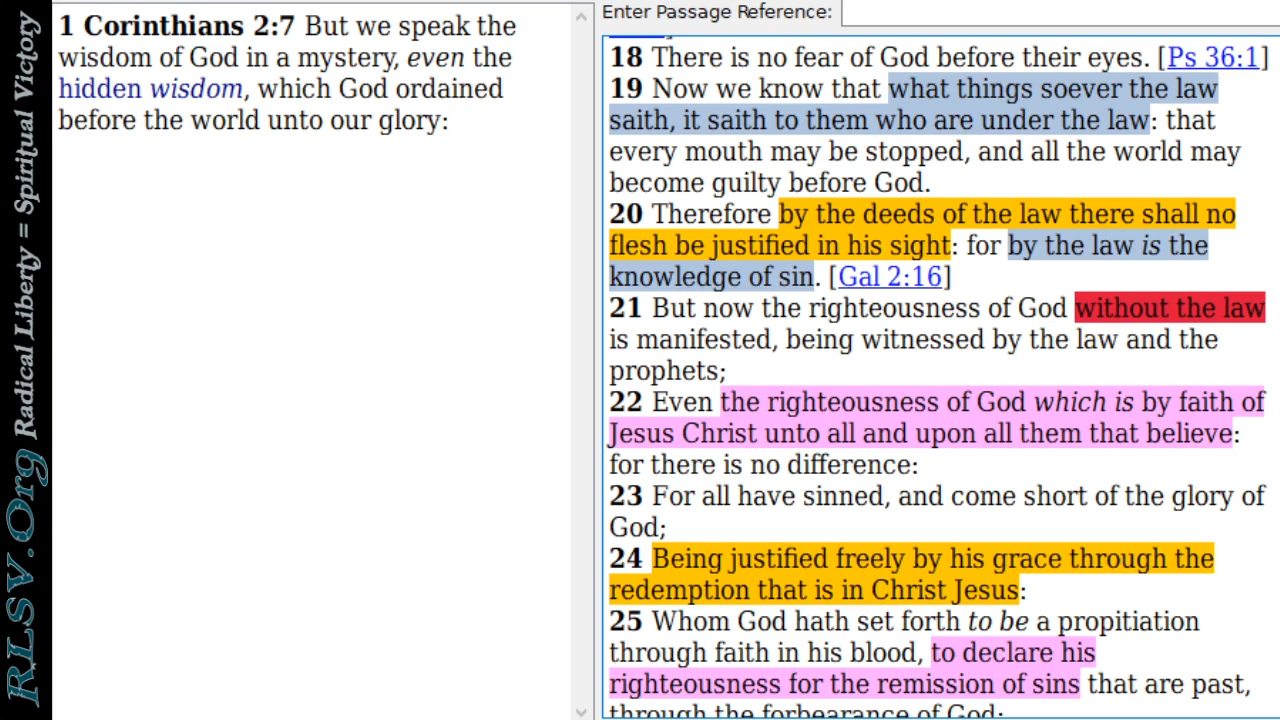 RLSV.Org Radical Liberty = Spiritual Victory
1 Corinthians 2:7 But we speak the
wisdom of God in a mystery, even the
hidden wisdom, which God ordained
before the world unto our glory:
Enter Passage Reference:
18 There is no fear of God before their eyes. [Ps 36:1]
19 Now we know that what things soever the law
saith, it saith to them who are under the law: that
every mouth may be stopped, and all the world may
become guilty before God.
20 Therefore by the deeds of the law there shall no
flesh be justified in his sight: for by the law is the
knowledge of sin. [Gal 2:16]
21 But now the righteousness of God without the law
is manifested, being witnessed by the law and the
prophets;
22 Even the righteousness of God which is by faith of
Jesus Christ unto all and upon all them that believe:
for there is no difference:
23 For all have sinned, and come short of the glory of
God;
24 Being justified freely by his grace through the
redemption that is in Christ Jesus:
25 Whom God hath set forth to be a propitiation
through faith in his blood, to declare his
righteousness for the remission of sins that are past,
through the forbearance of God;